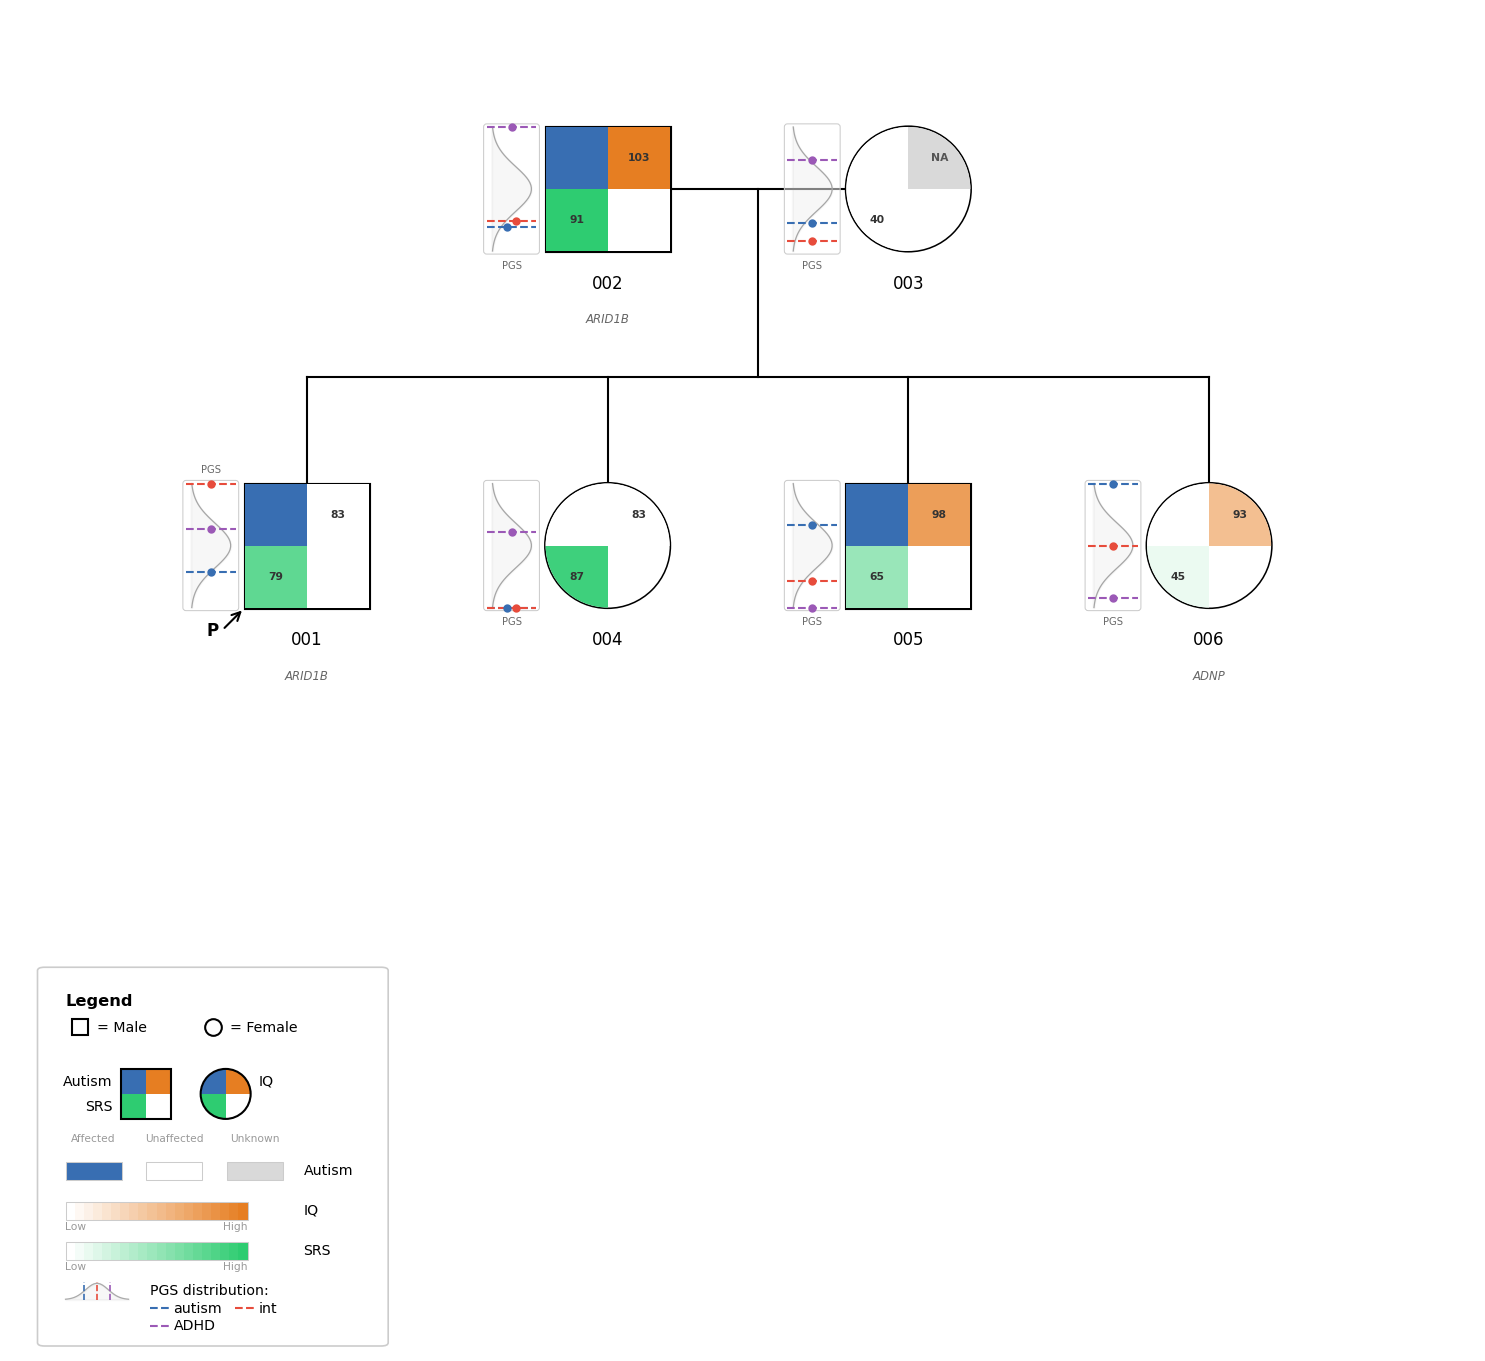 103
91
PGS
002
ARID1B
NA
40
PGS
003
PGS
83
79
P
001
ARID1B
83
87
PGS
004
98
65
PGS
005
93
45
PGS
006
ADNP
Legend
= Male
= Female
Autism
IQ
SRS
Affected
Unaffected
Unknown
Autism
IQ
Low
High
SRS
Low
High
PGS distribution:
autism
int
ADHD